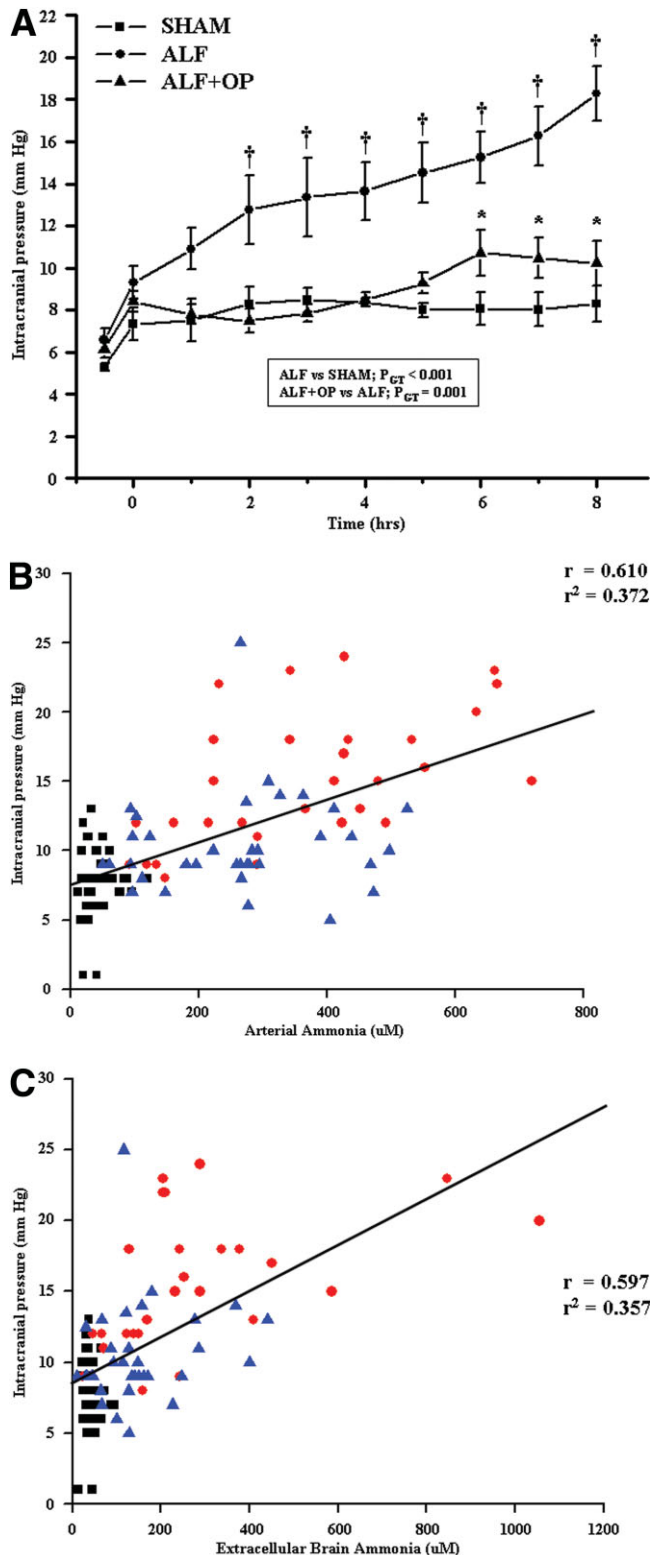 A
SHAM
ALF
ALF+OP
Intracranial pressure (mm Hg)
22
20
18
16
14
12
10
8
6
4
2
0
† † † † † † †
* * *
ALF vs SHAM; PGT < 0.001
ALF+OP vs ALF; PGT = 0.001
0 2 4 6 8
Time (hrs)
B
r = 0.610
r2 = 0.372
Intracranial pressure (mm Hg)
30
25
20
15
10
5
0
0 200 400 600 800
Arterial Ammonia (uM)
C
r = 0.597
r2 = 0.357
Intracranial pressure (mm Hg)
30
25
20
15
10
5
0
0 200 400 600 800 1000 1200
Extracellular Brain Ammonia (uM)